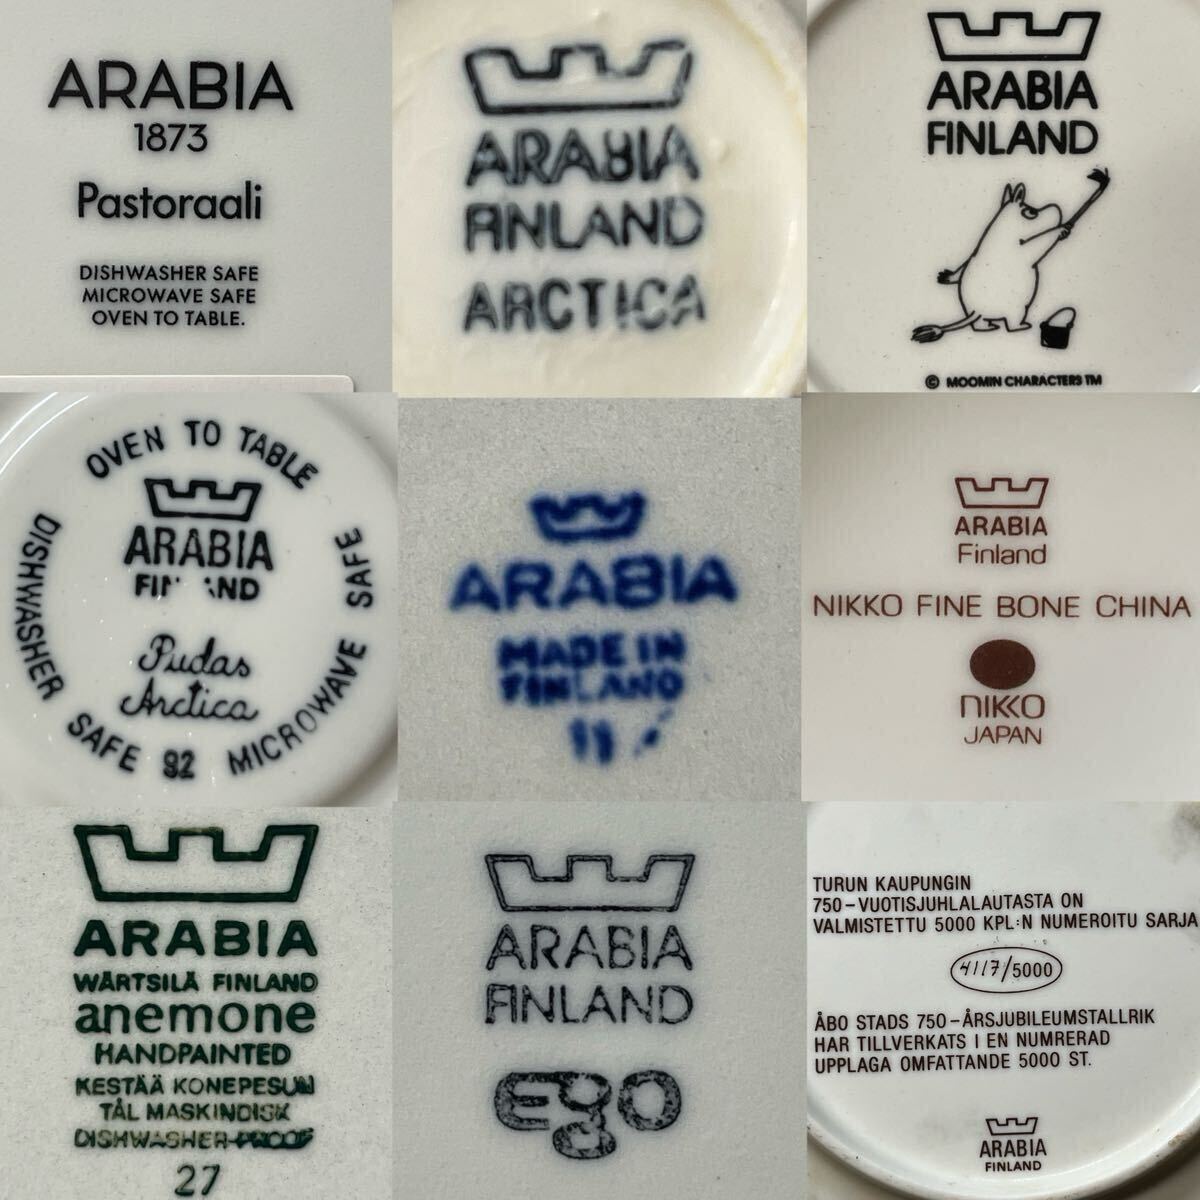 ARABIA
1873
Pastoraali
DISHWASHER SAFE
MICROWAVE SAFE
OVEN TO TABLE.
ARABIA
FINLAND
ARCTICA
ARABIA
FINLAND
© MOOMIN CHARACTERS TM
OVEN TO TABLE
ARABIA
FINLAND
Pudas
Arctica
DISHWASHER SAFE 92 MICROWAVE SAFE
ARABIA
MADE IN
FINLAND
ARABIA
Finland
NIKKO FINE BONE CHINA
NIKKO
JAPAN
ARABIA
WÄRTSILÄ FINLAND
anemone
HANDPAINTED
KESTÄÄ KONEPESUN
TÅL MASKINDISK
DISHWASHER-PROOF
27
ARABIA
FINLAND
EGO
TURUN KAUPUNGIN
750-VUOTISJUHLALAUTASTA ON
VALMISTETTU 5000 KPL:N NUMEROITU SARJA
4117/5000
ÅBO STADS 750-ÅRSJUBILEUMSTALLRIK
HAR TILLVERKATS I EN NUMRERAD
UPPLAGA OMFATTANDE 5000 ST.
ARABIA
FINLAND